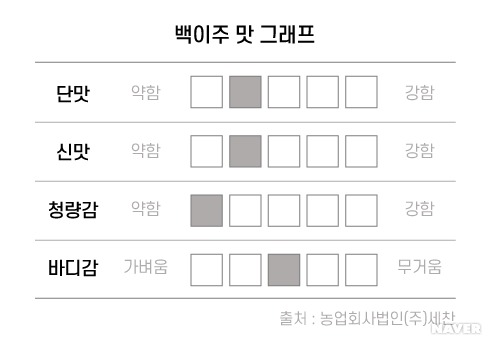 백이주 맛 그래프
단맛 약함 강함
신맛 약함 강함
청량감 약함 강함
바디감 가벼움 무거움
출처 : 농업회사법인(주)세찬
NAVER